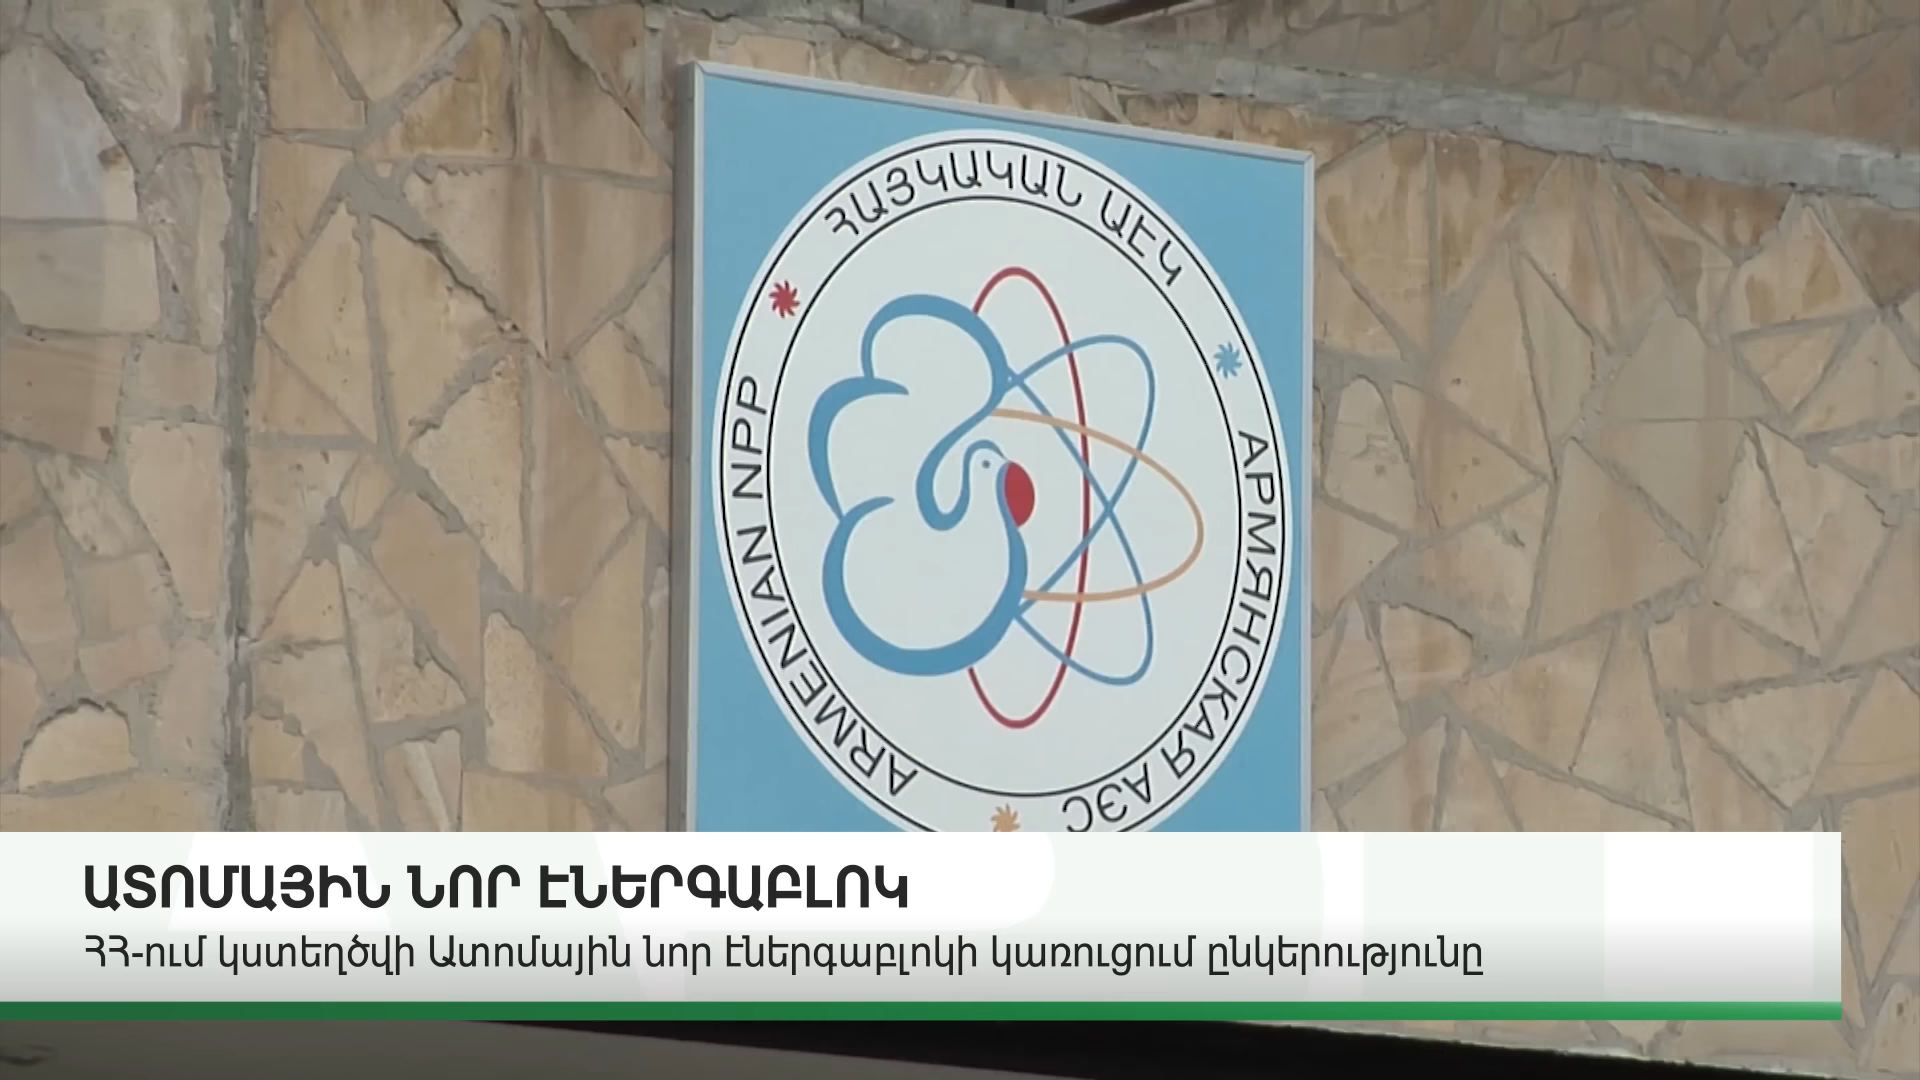 ՀԱՅԿԱԿԱՆ ԱԷԿ
ARMENIAN NPP
АРМЯНСКАЯ АЭС
ԱՏՈՄԱՅԻՆ ՆՈՐ ԷՆԵՐԳԱԲԼՈԿ
ՀՀ-ում կստեղծվի Ատոմային նոր էներգաբլոկի կառուցում ընկերությունը